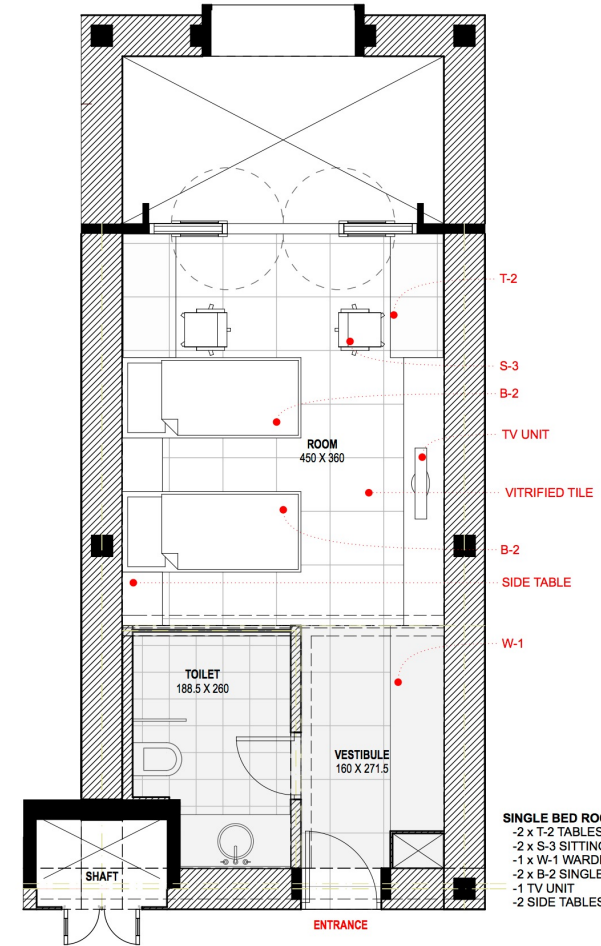 T-2
S-3
B-2
TV UNIT
ROOM
450 X 360
VITRIFIED TILE
B-2
SIDE TABLE
W-1
TOILET
188.5 X 260
VESTIBULE
160 X 271.5
SHAFT
ENTRANCE
SINGLE BED
-2 x T-2 TABLES
-2 x S-3 SITTING
-1 x W-1
-2 x B-2 SINGLE
-1 TV UNIT
-2 SIDE TABLES